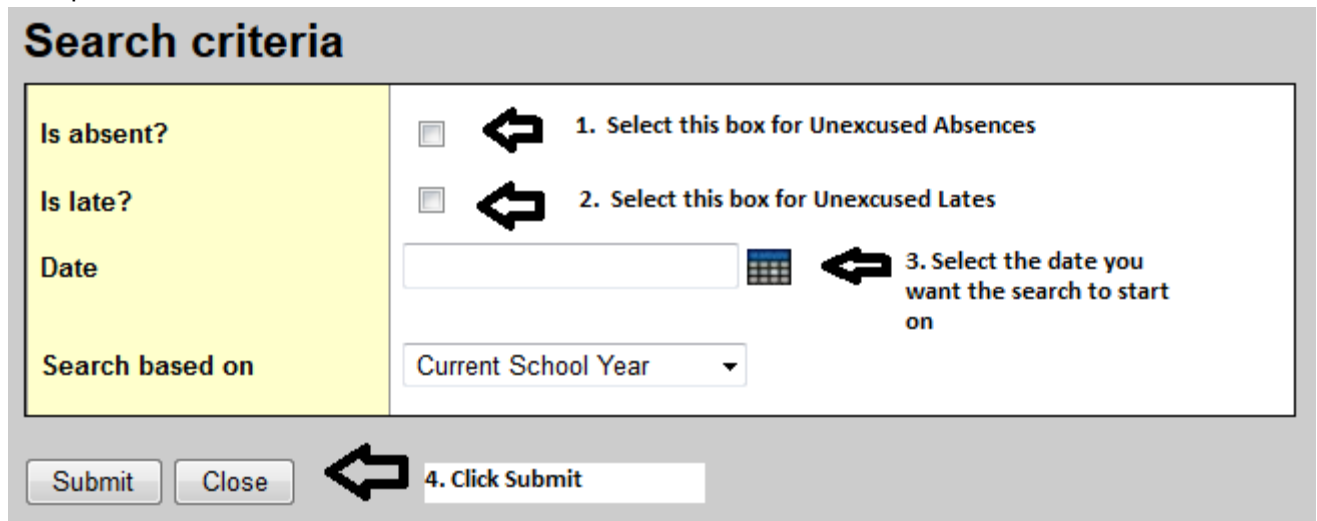 Search criteria
Is absent?
1. Select this box for Unexcused Absences
Is late?
2. Select this box for Unexcused Lates
Date
3. Select the date you
want the search to start
on
Search based on
Current School Year
Submit
Close
4. Click Submit